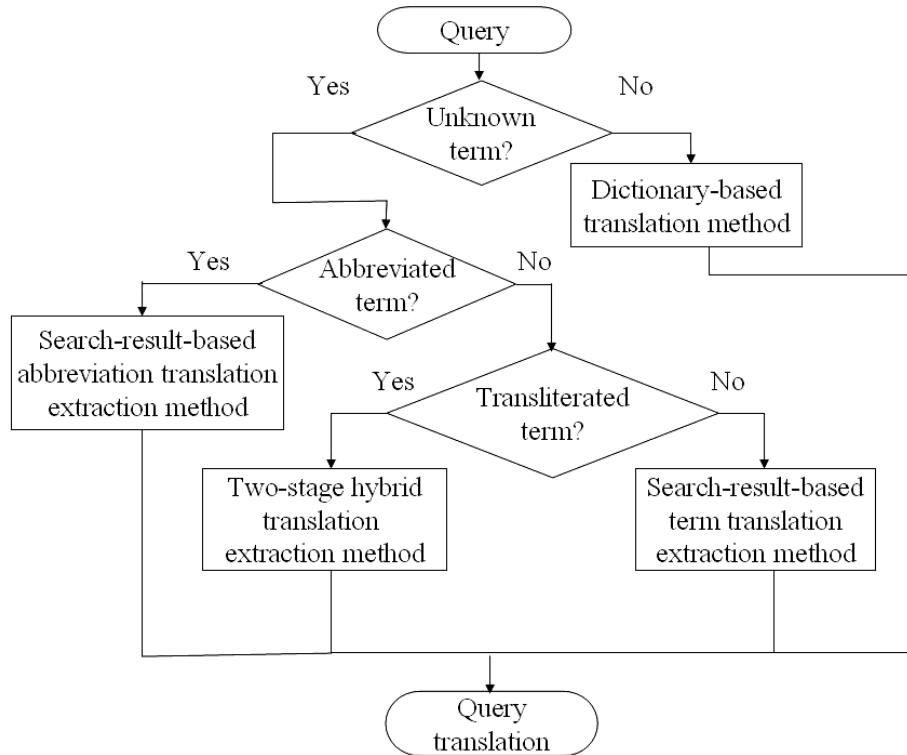 Query
Yes
No
Unknown
term?
Dictionary-based
translation method
Yes
Abbreviated
term?
No
Search-result-based
abbreviation translation
extraction method
Yes
Transliterated
term?
No
Two-stage hybrid
translation
extraction method
Search-result-based
term translation
extraction method
Query
translation